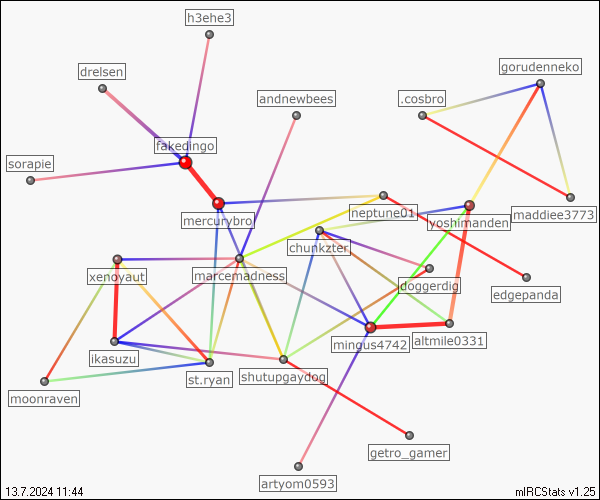 h3ehe3
gorudenneko
drelsen
andnewbees
.cosbro
fakedingo
sorapie
mercurybro
neptune01
yoshimanden
maddiee3773
chunkzter
xenoyaut
marcemadness
doggerdig
edgepanda
mingus4742
altmile0331
ikasuzu
st.ryan
shutupgaydog
moonraven
getro_gamer
artyom0593
13.7.2024 11:44
mIRCStats v1.25